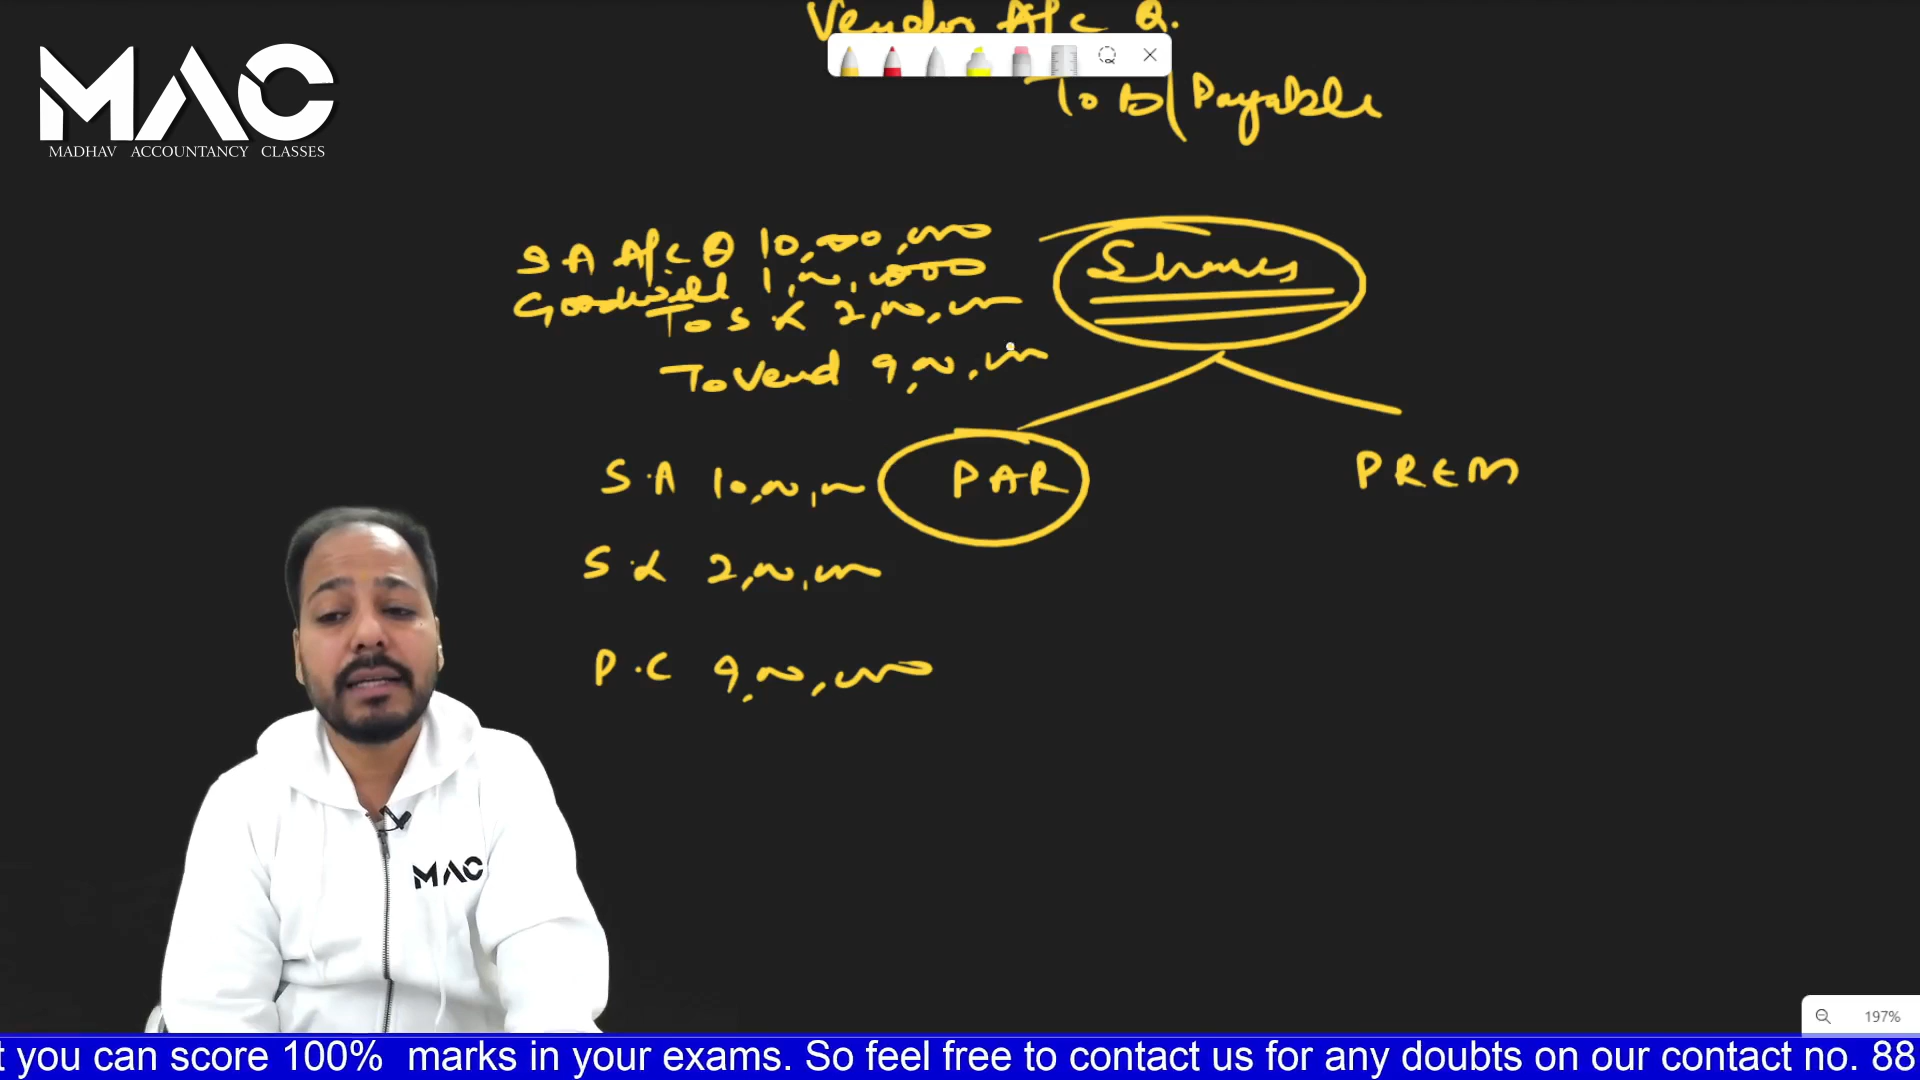 Vendor A/c Dr.
To B/Payable
MAC
MADHAV ACCOUNTANCY CLASSES
S A A/c Dr 10,00,000
Goodwill 1,00,000
To S.L 2,00,000
To Vend 9,00,000
Shares
PAR
PREM
S.A 10,00,000
S.L 2,00,000
P.C 9,00,000
MAC
197%
t you can score 100% marks in your exams. So feel free to contact us for any doubts on our contact no. 88